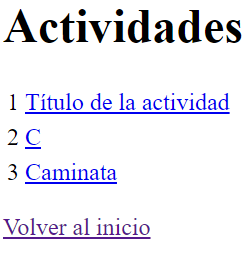 Actividades
1 Título de la actividad
2 C
3 Caminata
Volver al inicio